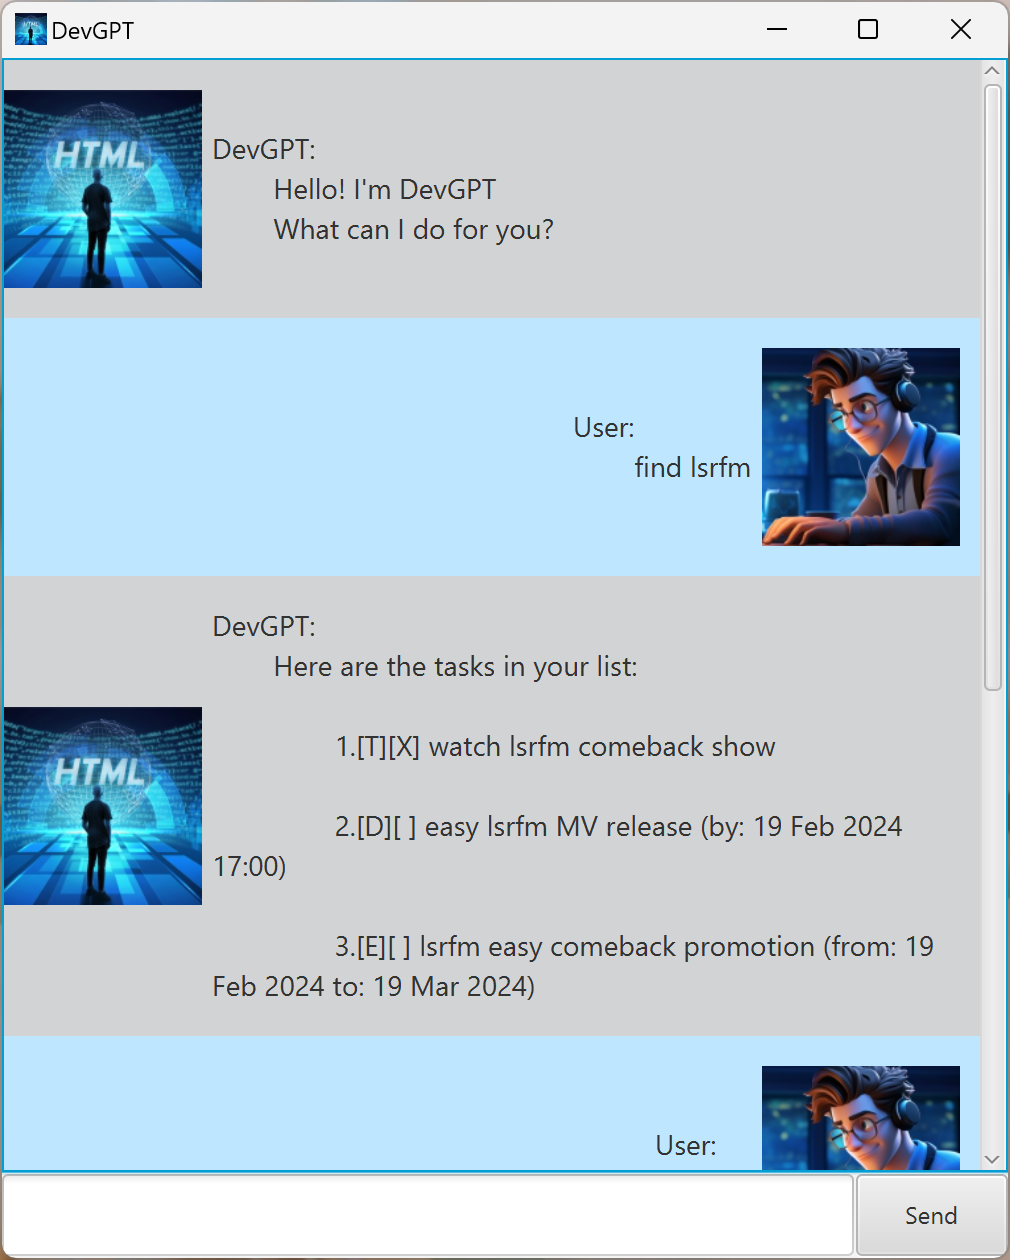 DevGPT
HTML
DevGPT:
Hello! I'm DevGPT
What can I do for you?
User:
find lsrfm
DevGPT:
Here are the tasks in your list:
1.[T][X] watch lsrfm comeback show
HTML
2.[D][ ] easy lsrfm MV release (by: 19 Feb 2024
17:00)
3.[E][ ] lsrfm easy comeback promotion (from: 19
Feb 2024 to: 19 Mar 2024)
User:
Send